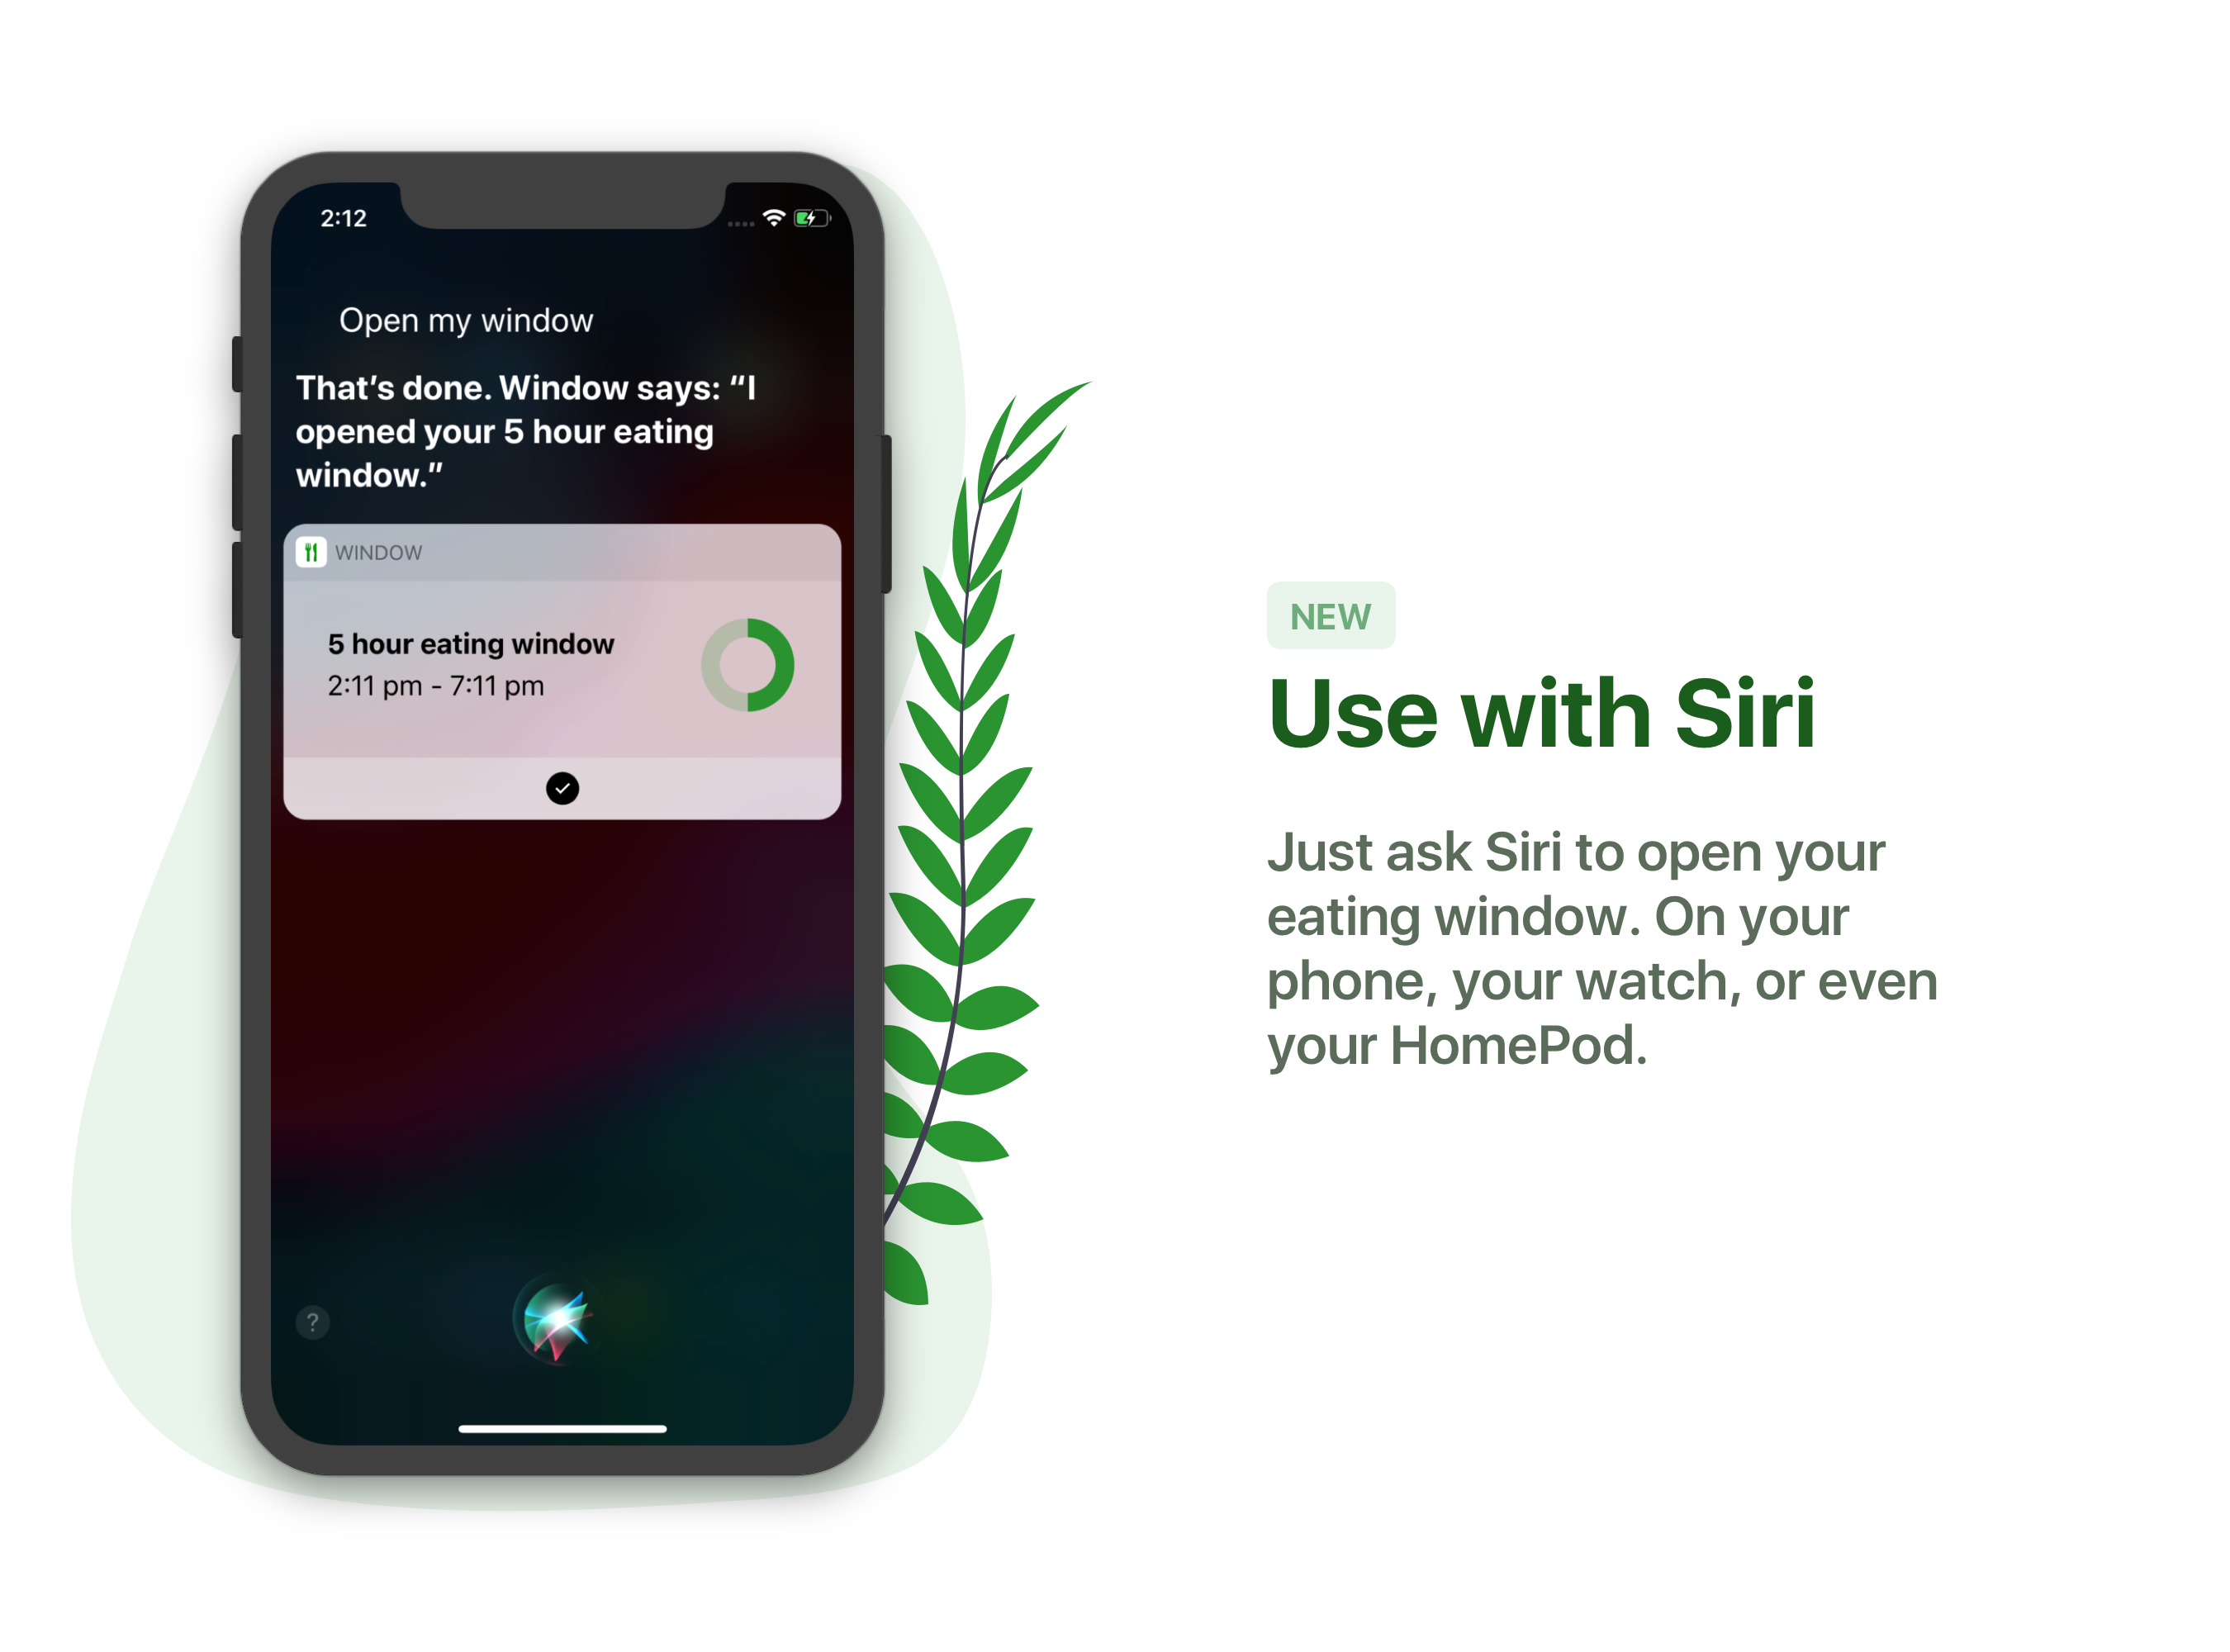 2:12
Open my window
That’s done. Window says: “I
opened your 5 hour eating
window.”
WINDOW
5 hour eating window
2:11 pm - 7:11 pm
?
NEW
Use with Siri
Just ask Siri to open your
eating window. On your
phone, your watch, or even
your HomePod.